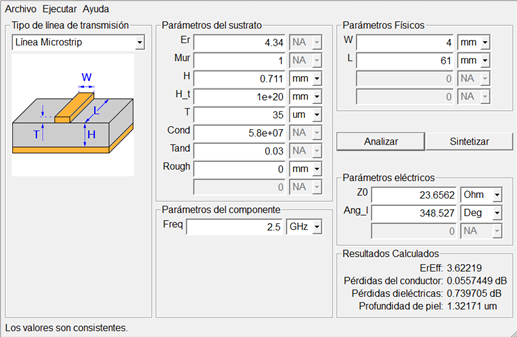 Archivo Ejecutar Ayuda
Tipo de línea de transmisión
Línea Microstrip
W
L
T
H
Parámetros del sustrato
Er 4.34 NA
Mur 1 NA
H 0.711 mm
H_t 1e+20 mm
T 35 um
Cond 5.8e+07 NA
Tand 0.03 NA
Rough 0 mm
0 NA
Parámetros del componente
Freq 2.5 GHz
Parámetros Físicos
W 4 mm
L 61 mm
0 NA
0 NA
Analizar Sintetizar
Parámetros eléctricos
Z0 23.6562 Ohm
Ang_l 348.527 Deg
0 NA
Resultados Calculados
ErEff: 3.62219
Pérdidas del conductor: 0.0557449 dB
Pérdidas dieléctricas: 0.739705 dB
Profundidad de piel: 1.32171 um
Los valores son consistentes.